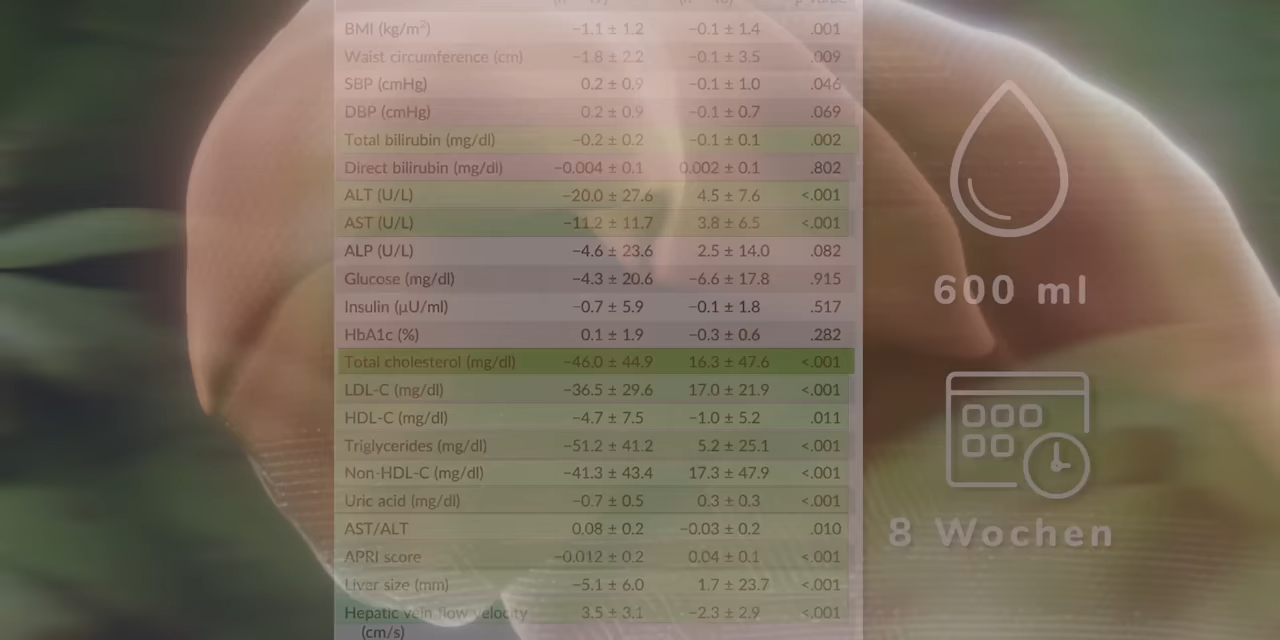 BMI (kg/m²) −1.1 ± 1.2 −0.1 ± 1.4 .001
Waist circumference (cm) −1.8 ± 2.2 −0.1 ± 3.5 .009
SBP (cmHg) 0.2 ± 0.9 −0.1 ± 1.0 .046
DBP (cmHg) 0.2 ± 0.9 −0.1 ± 0.7 .069
Total bilirubin (mg/dl) −0.2 ± 0.2 −0.1 ± 0.1 .002
Direct bilirubin (mg/dl) −0.004 ± 0.1 0.002 ± 0.1 .802
ALT (U/L) −20.0 ± 27.6 4.5 ± 7.6 <.001
AST (U/L) −11.2 ± 11.7 3.8 ± 6.5 <.001
ALP (U/L) −4.6 ± 23.6 2.5 ± 14.0 .082
Glucose (mg/dl) −4.3 ± 20.6 −6.6 ± 17.8 .915
Insulin (μU/ml) −0.7 ± 5.9 −0.1 ± 1.8 .517
HbA1c (%) 0.1 ± 1.9 −0.3 ± 0.6 .282
Total cholesterol (mg/dl) −46.0 ± 44.9 16.3 ± 47.6 <.001
LDL-C (mg/dl) −36.5 ± 29.6 17.0 ± 21.9 <.001
HDL-C (mg/dl) −4.7 ± 7.5 −1.0 ± 5.2 .011
Triglycerides (mg/dl) −51.2 ± 41.2 5.2 ± 25.1 <.001
Non-HDL-C (mg/dl) −41.3 ± 43.4 17.3 ± 47.9 <.001
Uric acid (mg/dl) −0.7 ± 0.5 0.3 ± 0.3 <.001
AST/ALT 0.08 ± 0.2 −0.03 ± 0.2 .010
APRI score −0.012 ± 0.2 0.04 ± 0.1 <.001
Liver size (mm) −5.1 ± 6.0 1.7 ± 23.7 <.001
Hepatic vein flow velocity 3.5 ± 3.1 −2.3 ± 2.9 <.001
(cm/s)
600 ml
8 Wochen